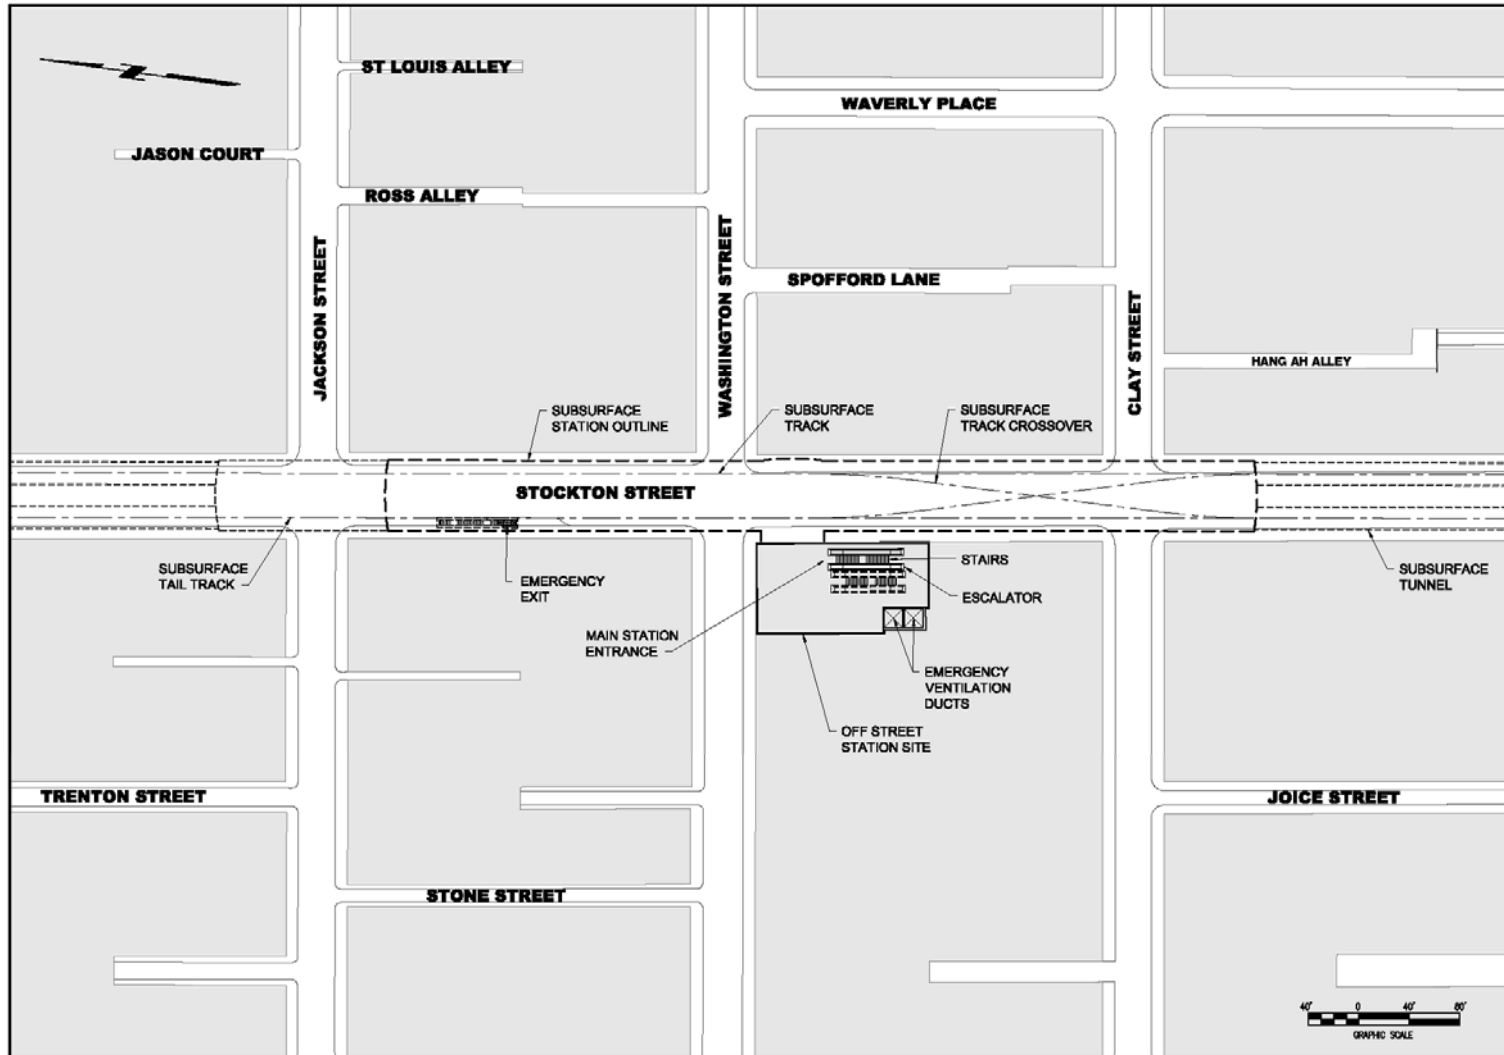 ST LOUIS ALLEY
WAVERLY PLACE
JASON COURT
ROSS ALLEY
JACKSON STREET
WASHINGTON STREET
SPOFFORD LANE
CLAY STREET
HANG AH ALLEY
SUBSURFACE
STATION OUTLINE
SUBSURFACE
TRACK
SUBSURFACE
TRACK CROSSOVER
STOCKTON STREET
SUBSURFACE
TAIL TRACK
EMERGENCY
EXIT
STAIRS
ESCALATOR
SUBSURFACE
TUNNEL
MAIN STATION
ENTRANCE
EMERGENCY
VENTILATION
DUCTS
OFF STREET
STATION SITE
TRENTON STREET
JOICE STREET
STONE STREET
40' 0 40' 80'
GRAPHIC SCALE